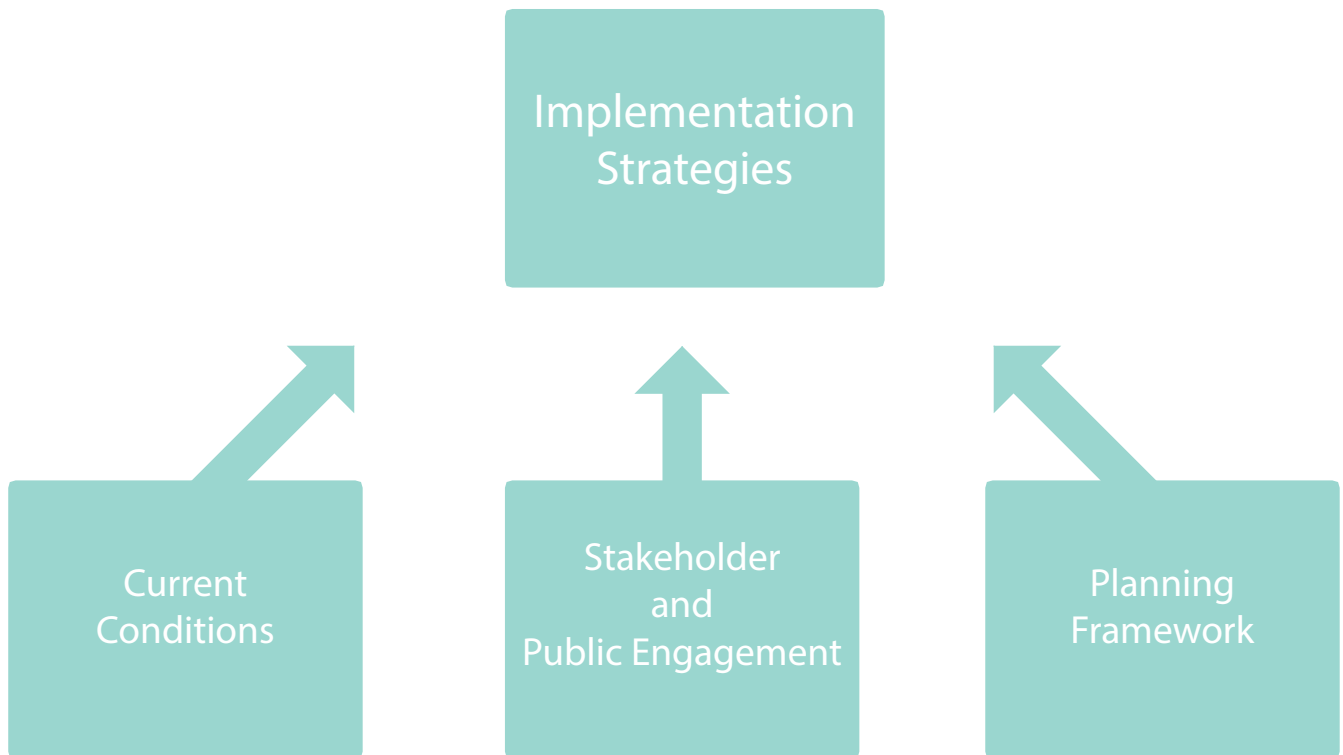 Implementation
Strategies
Current
Conditions
Stakeholder
and
Public Engagement
Planning
Framework